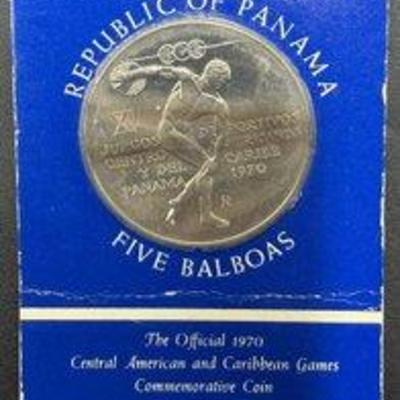 REPUBLIC OF PANAMA
XI
JUEGOS DEPORTIVOS
CENTRO
Y DEL CARIBE
PANAMA 1970
R
FIVE BALBOAS
The Official 1970
Central American and Caribbean Games
Commemorative Coin